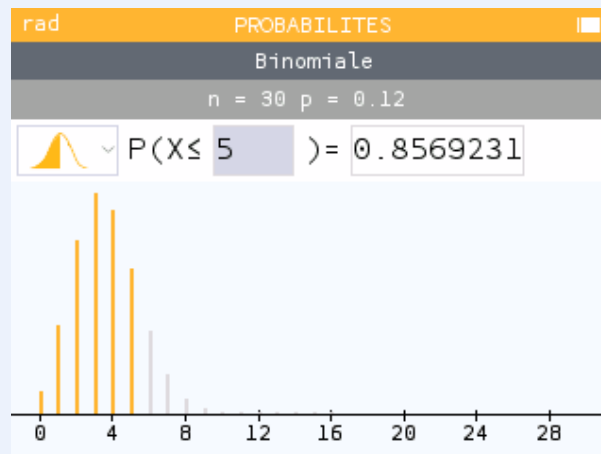 rad PROBABILITES
Binomiale
n = 30 p = 0.12
P(X≤ 5 )= 0.8569231
0 4 8 12 16 20 24 28